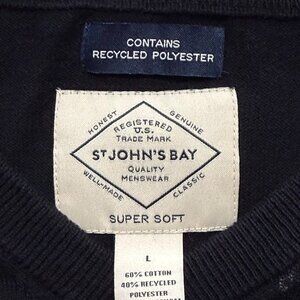 CONTAINS
RECYCLED POLYESTER
HONEST
GENUINE
REGISTERED
U.S.
TRADE MARK
ST JOHN'S BAY
QUALITY
MENSWEAR
WELL-MADE
CLASSIC
SUPER SOFT
L
60% COTTON
40% RECYCLED
POLYESTER